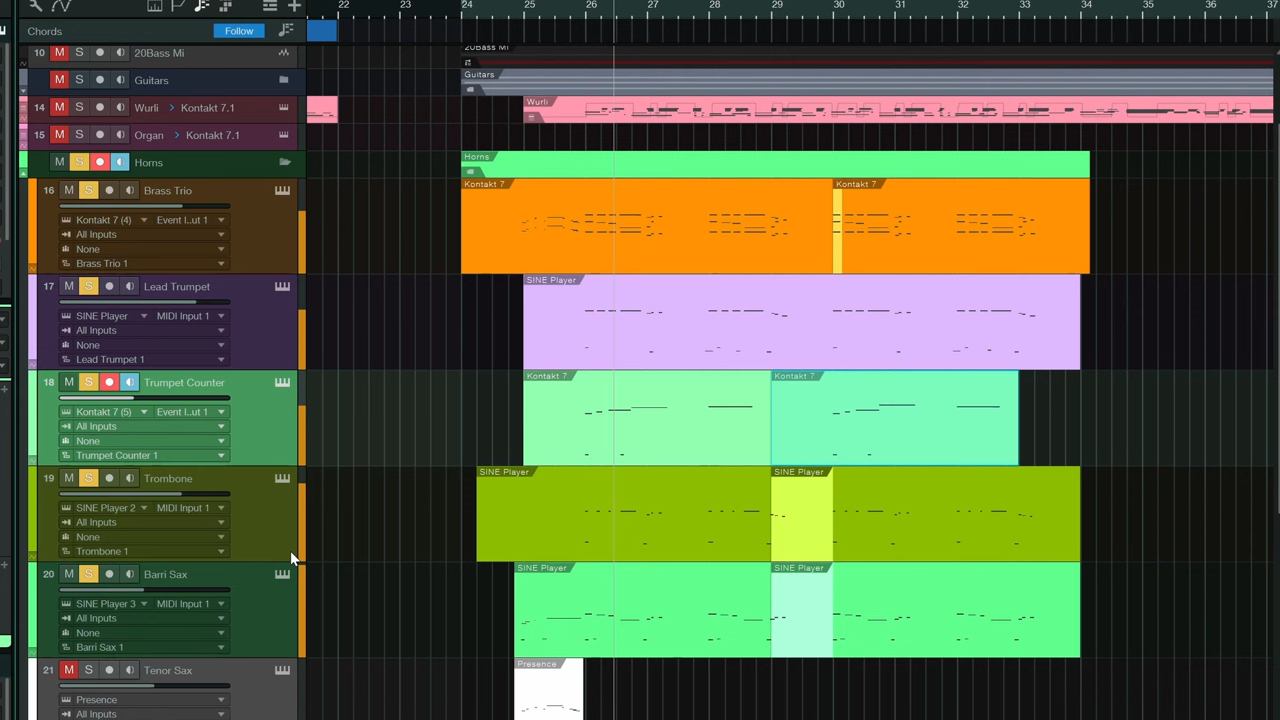 22 23 24 25 26 27 28 29 30 31 32 33 34 35 36 37
Chords Follow
10 M S 20Bass Mi 20Bass Mi
M S Guitars Guitars
14 M S Wurli > Kontakt 7.1 Wurli
15 M S Organ > Kontakt 7.1
M S Horns Horns
16 M S Brass Trio Kontakt 7 Kontakt 7
Kontakt 7 (4) Event I...ut 1
All Inputs
None
Brass Trio 1
17 M S Lead Trumpet SINE Player
SINE Player MIDI Input 1
All Inputs
None
Lead Trumpet 1
18 M S Trumpet Counter Kontakt 7 Kontakt 7
Kontakt 7 (5) Event I...ut 1
All Inputs
None
Trumpet Counter 1
19 M S Trombone SINE Player SINE Player
SINE Player 2 MIDI Input 1
All Inputs
None
Trombone 1
20 M S Barri Sax SINE Player SINE Player
SINE Player 3 MIDI Input 1
All Inputs
None
Barri Sax 1
21 M S Tenor Sax Presence
Presence
All Inputs